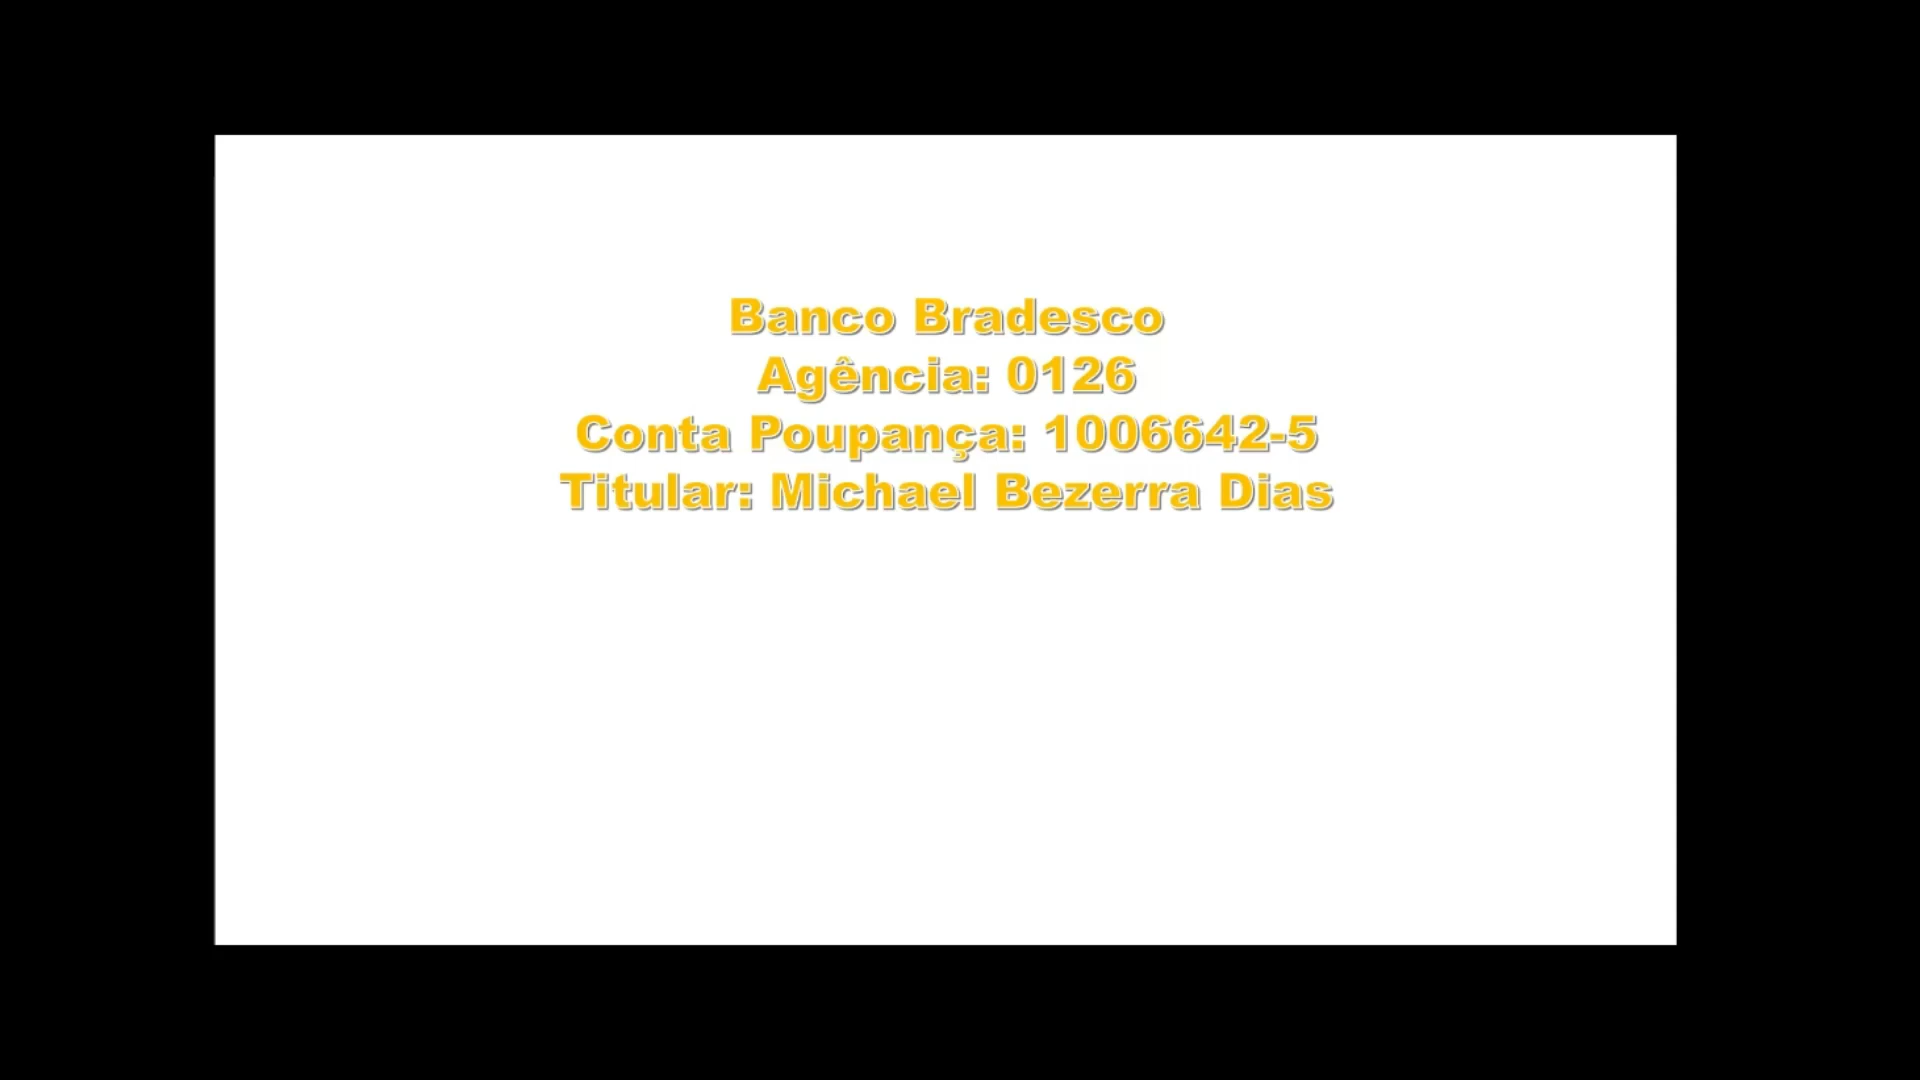 Banco Bradesco
Agência: 0126
Conta Poupança: 1006642-5
Titular: Michael Bezerra Dias